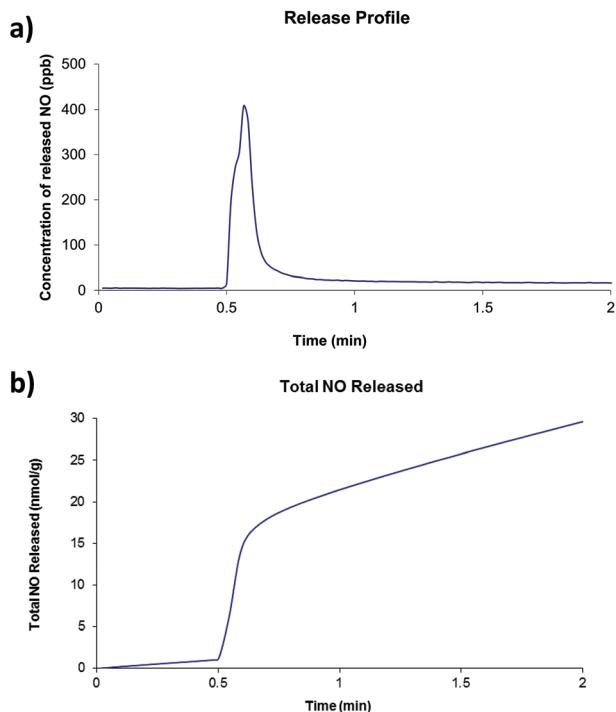 a)
Release Profile
Concentration of released NO (ppb)
500
400
300
200
100
0
0 0.5 1 1.5 2
Time (min)
b)
Total NO Released
Total NO Released (nmol/g)
30
25
20
15
10
5
0
0 0.5 1 1.5 2
Time (min)